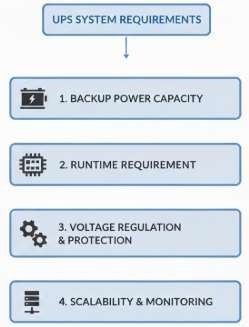 UPS SYSTEM REQUIREMENTS
1. BACKUP POWER CAPACITY
2. RUNTIME REQUIREMENT
3. VOLTAGE REGULATION
& PROTECTION
4. SCALABILITY & MONITORING